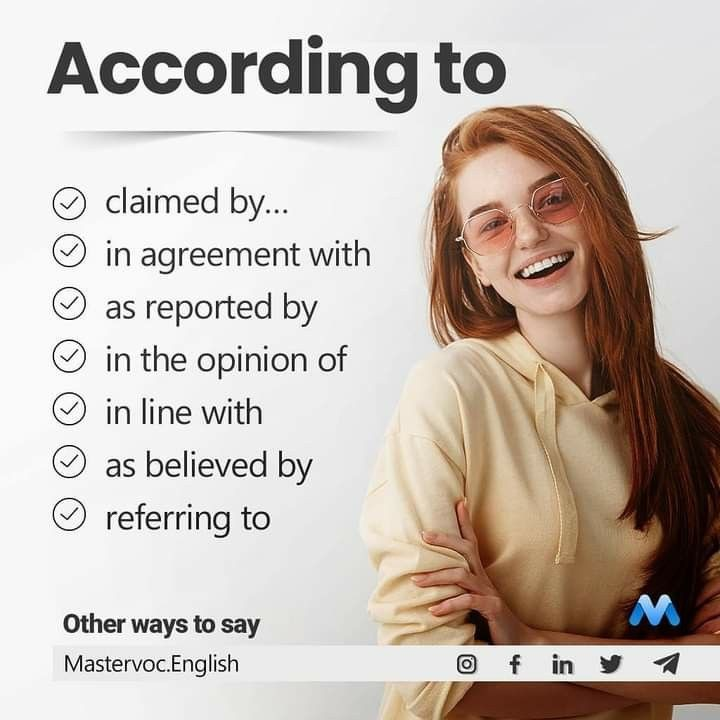 According to
claimed by...
in agreement with
as reported by
in the opinion of
in line with
as believed by
referring to
Other ways to say
Mastervoc.English